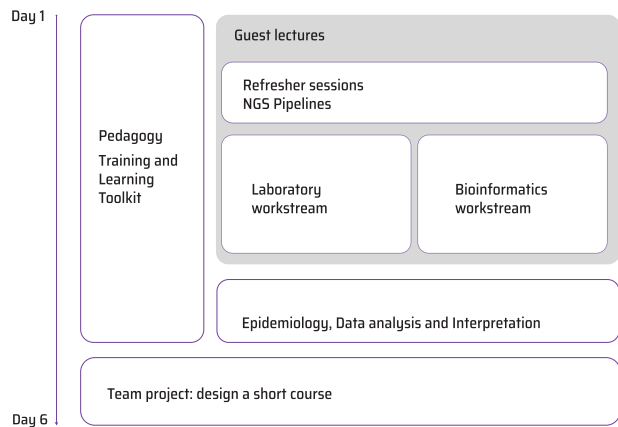 Day 1
Guest lectures
Refresher sessions
NGS Pipelines
Pedagogy
Training and
Learning
Toolkit
Laboratory
workstream
Bioinformatics
workstream
Epidemiology, Data analysis and Interpretation
Team project: design a short course
Day 6